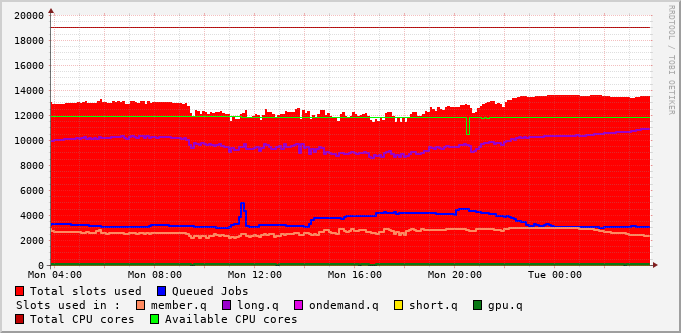 20000
18000
16000
14000
12000
10000
8000
6000
4000
2000
0
Mon 04:00 Mon 08:00 Mon 12:00 Mon 16:00 Mon 20:00 Tue 00:00
Total slots used Queued Jobs
Slots used in : member.q long.q ondemand.q short.q gpu.q
Total CPU cores Available CPU cores
RRDTOOL / TOBI OETIKER